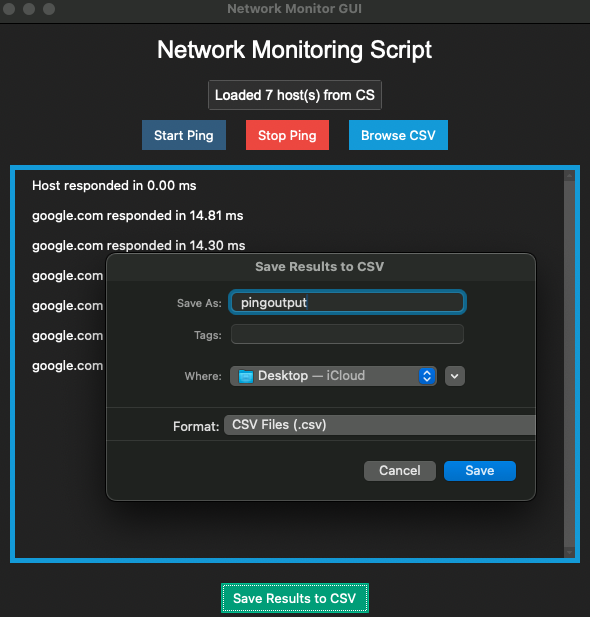 Network Monitor GUI
Network Monitoring Script
Loaded 7 host(s) from CS
Start Ping Stop Ping Browse CSV
Host responded in 0.00 ms
google.com responded in 14.81 ms
google.com responded in 14.30 ms
google.com
google.com
google.com
google.com
Save Results to CSV
Save As: pingoutput
Tags:
Where: Desktop — iCloud
Format: CSV Files (.csv)
Cancel Save
Save Results to CSV